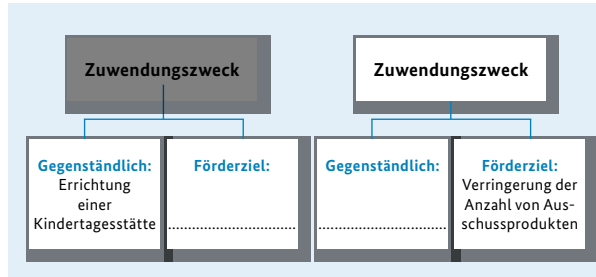 Zuwendungszweck
Zuwendungszweck
Gegenständlich:
Errichtung
einer
Kindertagesstätte
Förderziel:
................................
Gegenständlich:
................................
Förderziel:
Verringerung der
Anzahl von Aus-
schussprodukten